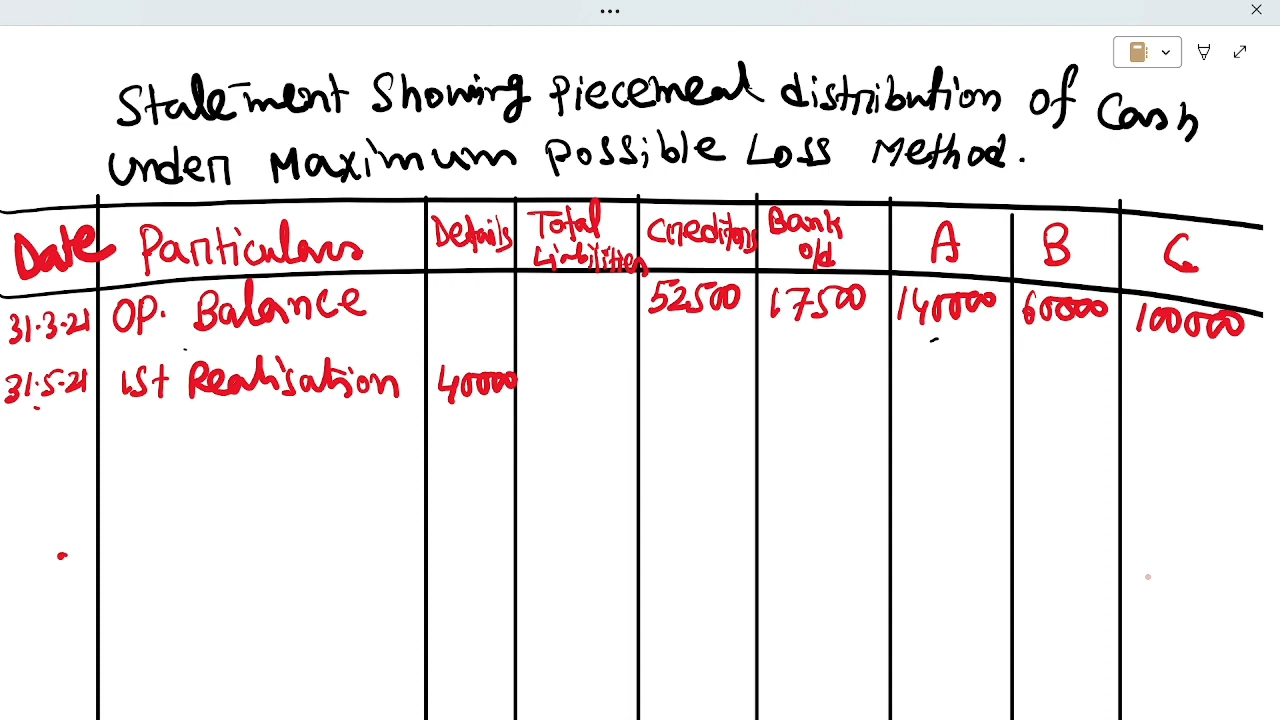 Statement Showing piecemeal distribution of Cash
under Maximum Possible Loss Method.
Date Particulars Details Total Liabilities Creditors Bank o/d A B C
31.3.21 OP. Balance 52500 17500 140000 60000 100000
31.5.21 1st Realisation 40000